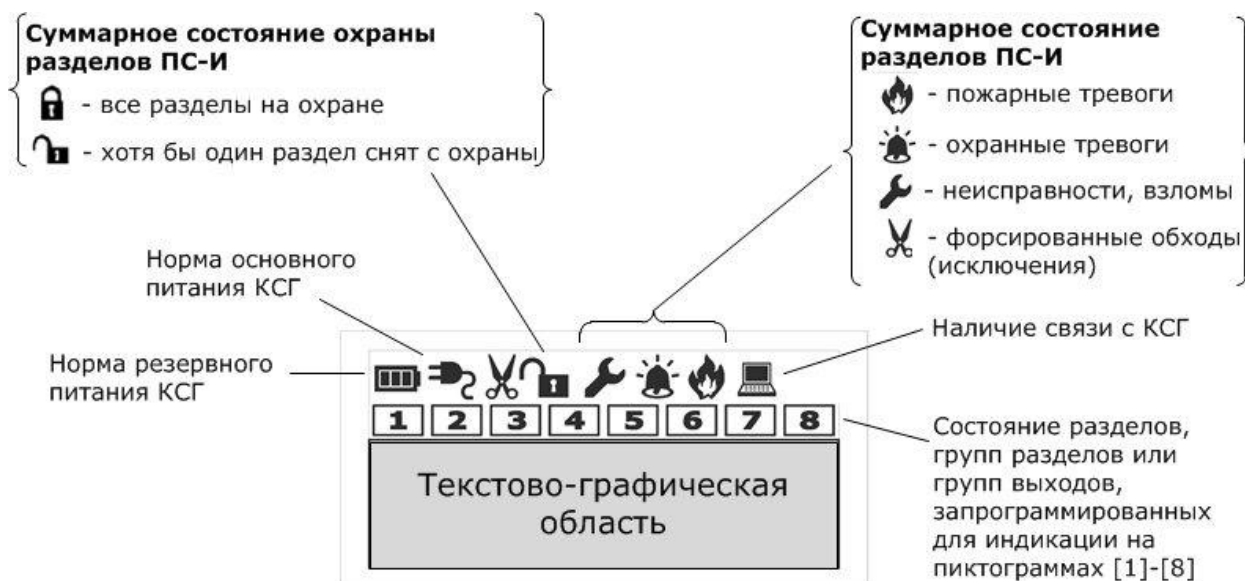 Суммарное состояние охраны
разделов ПС-И
- все разделы на охране
- хотя бы один раздел снят с охраны
Суммарное состояние
разделов ПС-И
- пожарные тревоги
- охранные тревоги
- неисправности, взломы
- форсированные обходы
(исключения)
Норма основного
питания КСГ
Норма резервного
питания КСГ
Наличие связи с КСГ
1 2 3 4 5 6 7 8
Текстово-графическая
область
Состояние разделов,
групп разделов или
групп выходов,
запрограммированных
для индикации на
пиктограммах [1]-[8]